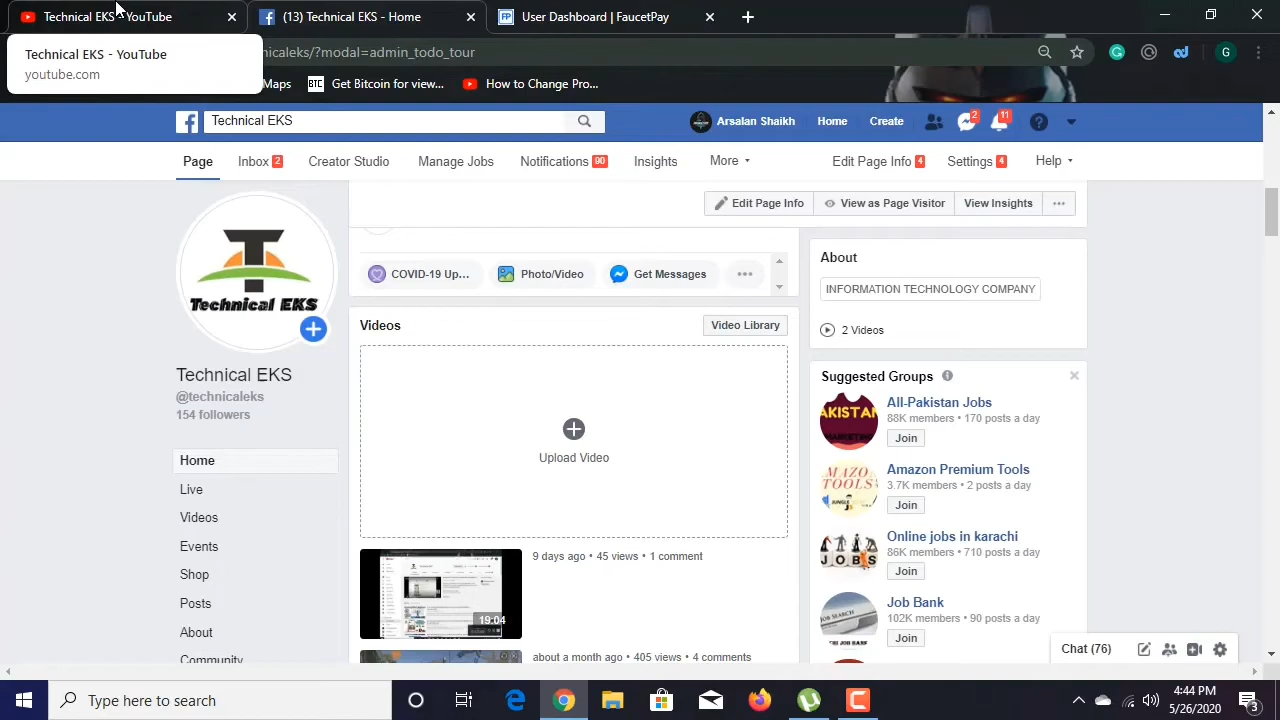 Technical EKS - YouTube
(13) Technical EKS - Home
User Dashboard | FaucetPay
Technical EKS - YouTube
youtube.com
nicaleks/?modal=admin_todo_tour
Maps
Get Bitcoin for view...
How to Change Pro...
Technical EKS
Arsalan Shaikh
Home
Create
2
11
Page
Inbox 2
Creator Studio
Manage Jobs
Notifications 90
Insights
More
Edit Page Info 4
Settings 4
Help
Edit Page Info
View as Page Visitor
View Insights
Technical EKS
Technical EKS
@technicaleks
154 followers
Home
Live
Videos
Events
Shop
Posts
About
Community
COVID-19 Up...
Photo/Video
Get Messages
Videos
Video Library
Upload Video
9 days ago • 45 views • 1 comment
19:04
about a month ago • 405 views • 4 comments
About
INFORMATION TECHNOLOGY COMPANY
2 Videos
Suggested Groups
All-Pakistan Jobs
88K members • 170 posts a day
Join
Amazon Premium Tools
3.7K members • 2 posts a day
Join
Online jobs in karachi
86K members • 710 posts a day
Join
Job Bank
102K members • 90 posts a day
Join
Chat (76)
Type here to search
4:44 PM
5/26/2020
3